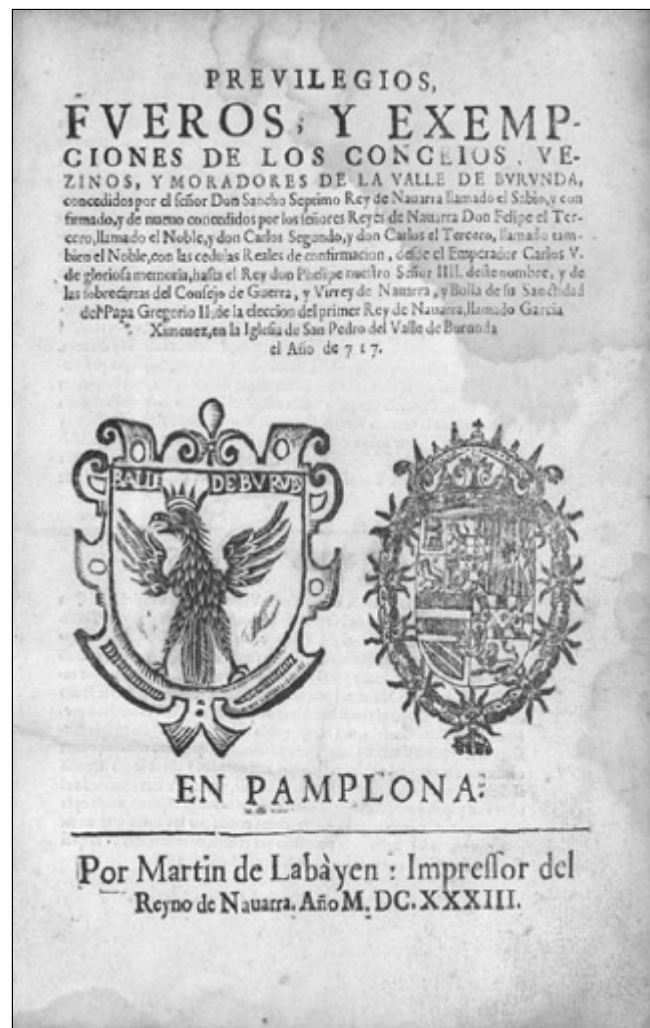 PREVILEGIOS,
FVEROS, Y EXEMP-
CIONES DE LOS CONCEIOS, VE-
ZINOS, Y MORADORES DE LA VALLE DE BVRVNDA,
concedidos por el señor Don Sancho Septimo Rey de Nauarra llamado el Sabio, y con
firmado, y de nueuo concedidos por los señores Reyes de Nauarra Don Felipe el Ter-
cero, llamado el Noble, y don Carlos Segundo, y don Carlos el Tercero, llamado tam-
bien el Noble, con las cedulas Reales de confirmacion, desde el Emperador Carlos V.
de gloriosa memoria, hasta el Rey don Phelipe nuestro Señor IIII. deste nombre, y de
las sobrecartas del Consejo de Guerra, y Virrey de Nauarra, y Bulla de su Sanctidad
del Papa Gregorio II. de la eleccion del primer Rey de Nauarra, llamado Garcia
Ximenez, en la Iglesia de San Pedro del Valle de Burunda
el Año de 717.
BALLE DE BVRVD
EN PAMPLONA:
Por Martin de Labàyen : Impressor del
Reyno de Nauarra. Año M. DC. XXXIII.